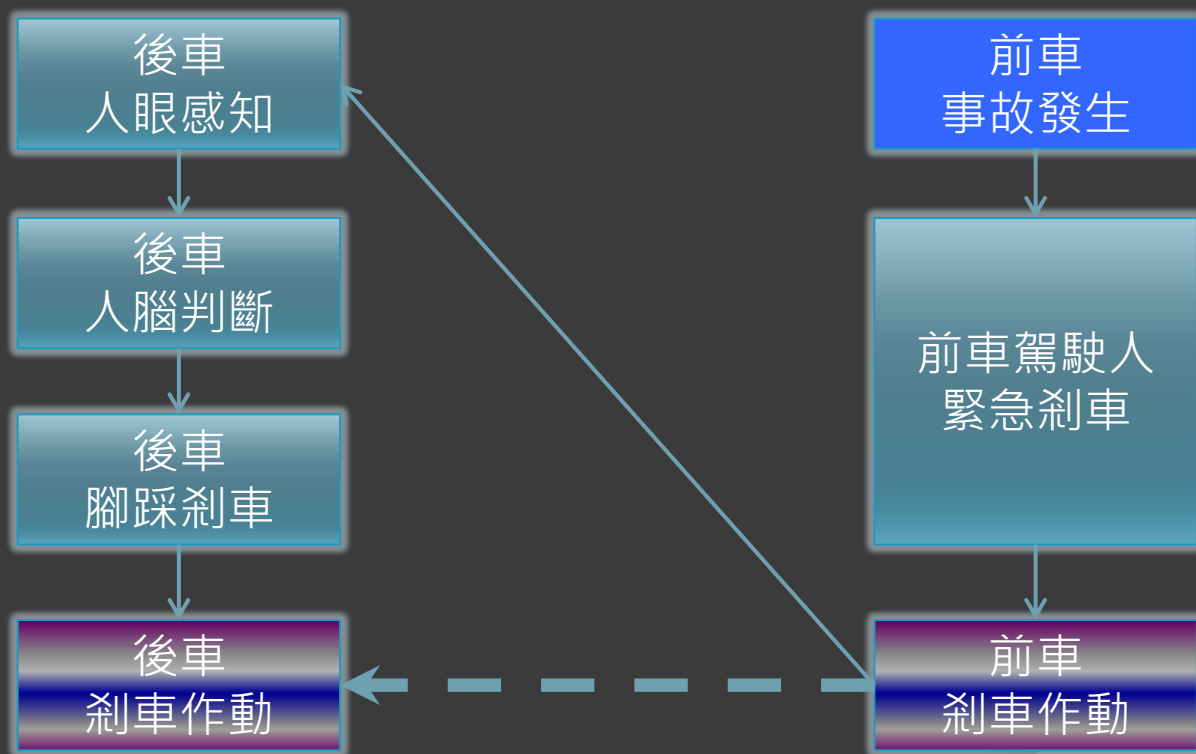 後車
人眼感知
前車
事故發生
後車
人腦判斷
前車駕駛人
緊急剎車
後車
腳踩剎車
後車
剎車作動
前車
剎車作動